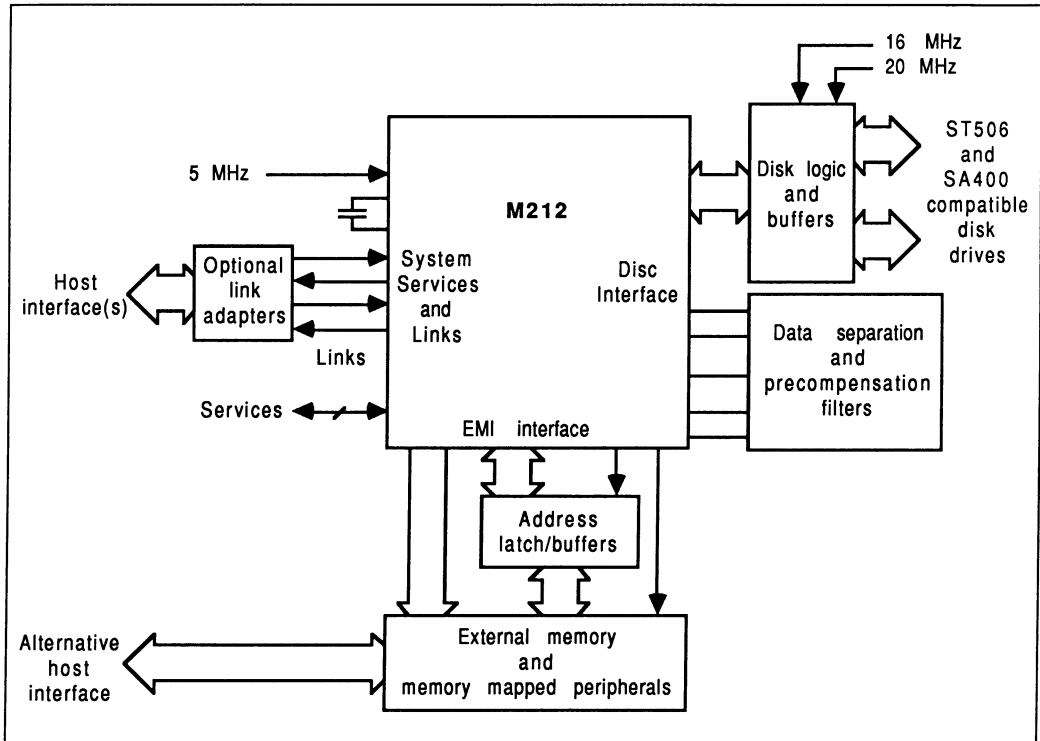 16 MHz
20 MHz
5 MHz
M212
Disk logic
and
buffers
ST506
and
SA400
compatible
disk
drives
Host
interface(s)
Optional
link
adapters
System
Services
and
Links
Disc
Interface
Links
Data separation
and
precompensation
filters
Services
EMI interface
Address
latch/buffers
Alternative
host
interface
External memory
and
memory mapped peripherals